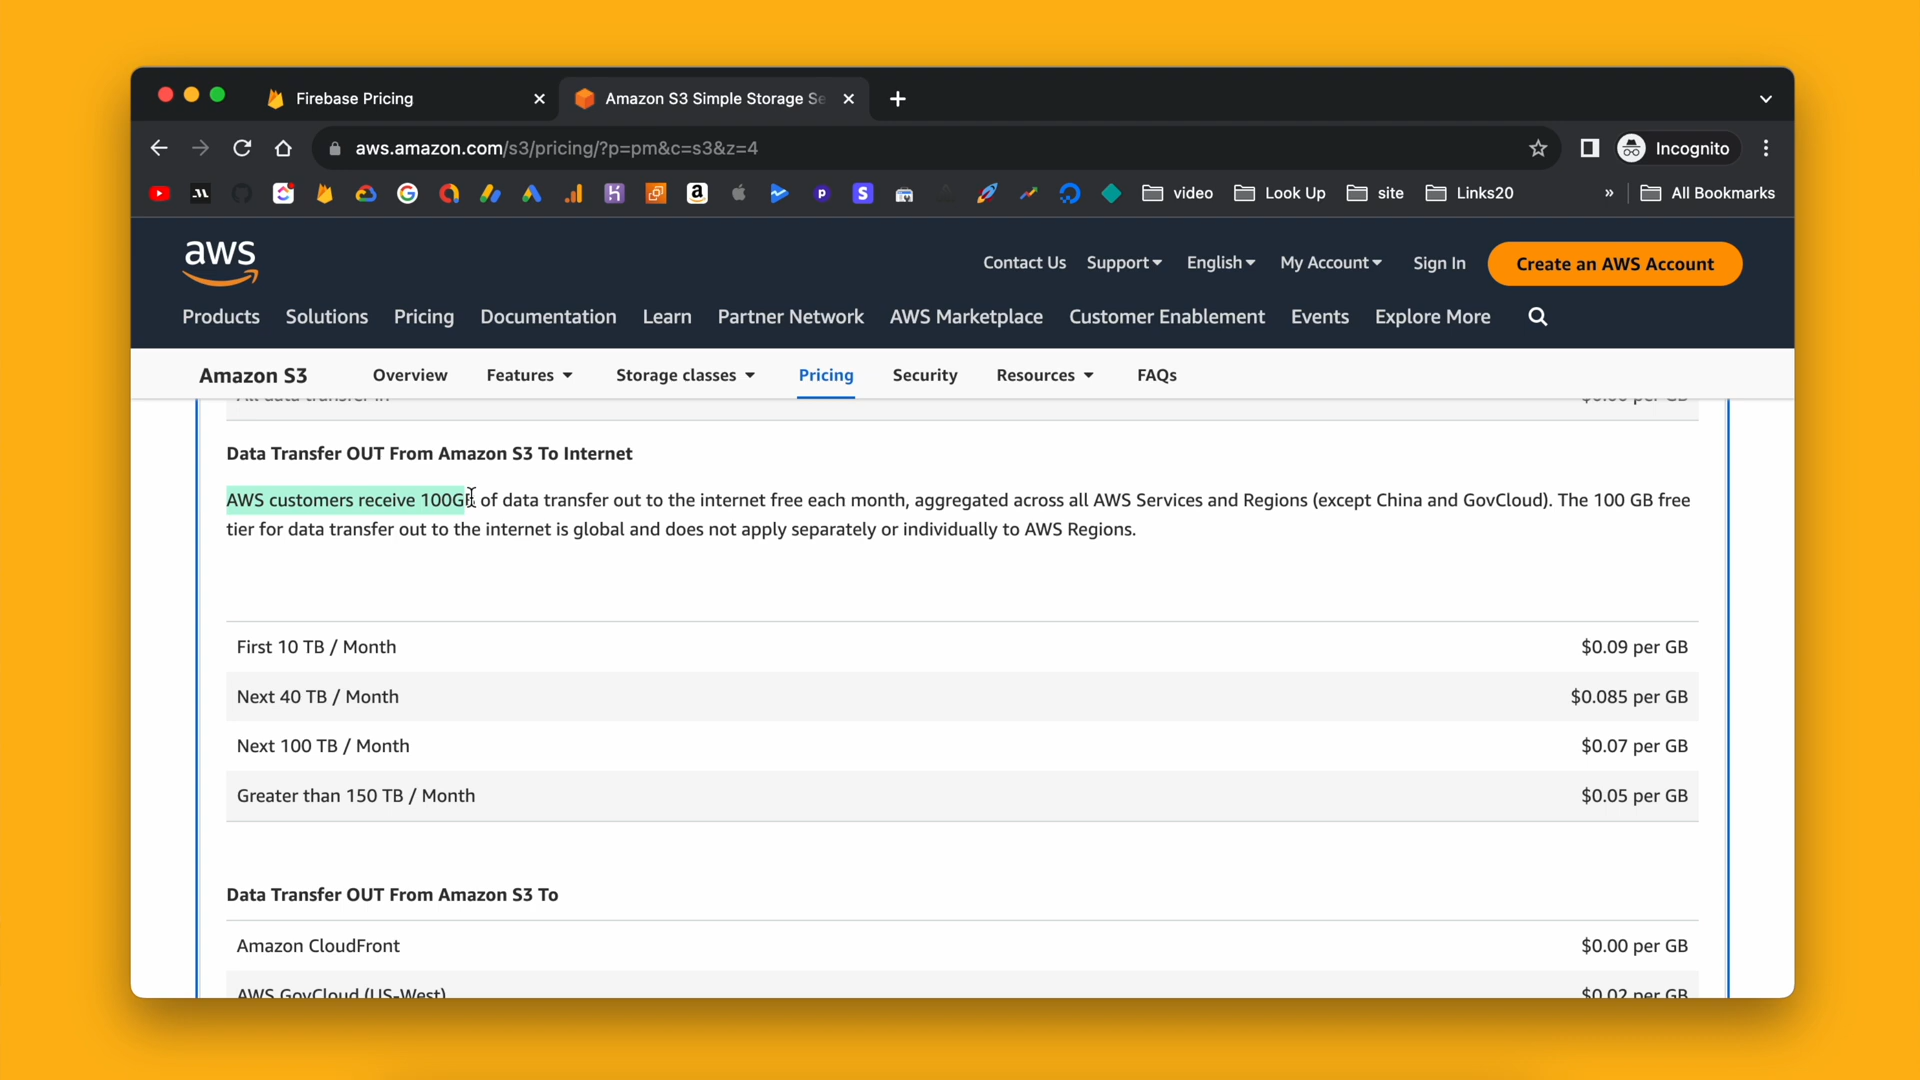 Firebase Pricing
Amazon S3 Simple Storage Se
aws.amazon.com/s3/pricing/?p=pm&c=s3&z=4
Incognito
video
Look Up
site
Links20
»
All Bookmarks
aws
Contact Us
Support
English
My Account
Sign In
Create an AWS Account
Products
Solutions
Pricing
Documentation
Learn
Partner Network
AWS Marketplace
Customer Enablement
Events
Explore More
Amazon S3
Overview
Features
Storage classes
Pricing
Security
Resources
FAQs
All data transfer in
$0.00 per GB
Data Transfer OUT From Amazon S3 To Internet
AWS customers receive 100GB of data transfer out to the internet free each month, aggregated across all AWS Services and Regions (except China and GovCloud). The 100 GB free
tier for data transfer out to the internet is global and does not apply separately or individually to AWS Regions.
First 10 TB / Month
$0.09 per GB
Next 40 TB / Month
$0.085 per GB
Next 100 TB / Month
$0.07 per GB
Greater than 150 TB / Month
$0.05 per GB
Data Transfer OUT From Amazon S3 To
Amazon CloudFront
$0.00 per GB
AWS GovCloud (US-West)
$0.02 per GB